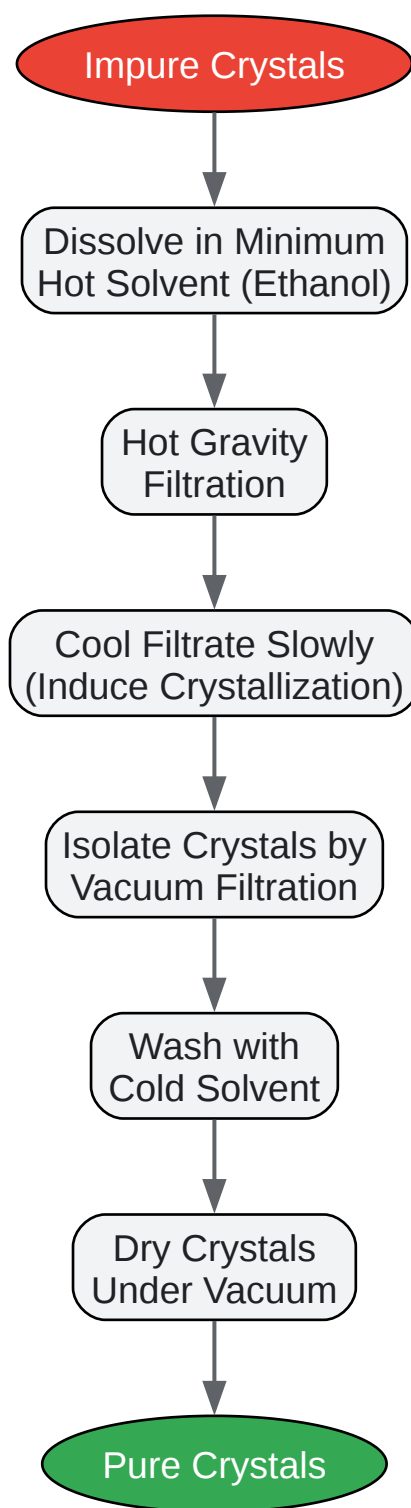 Impure Crystals
Dissolve in Minimum
Hot Solvent (Ethanol)
Hot Gravity
Filtration
Cool Filtrate Slowly
(Induce Crystallization)
Isolate Crystals by
Vacuum Filtration
Wash with
Cold Solvent
Dry Crystals
Under Vacuum
Pure Crystals